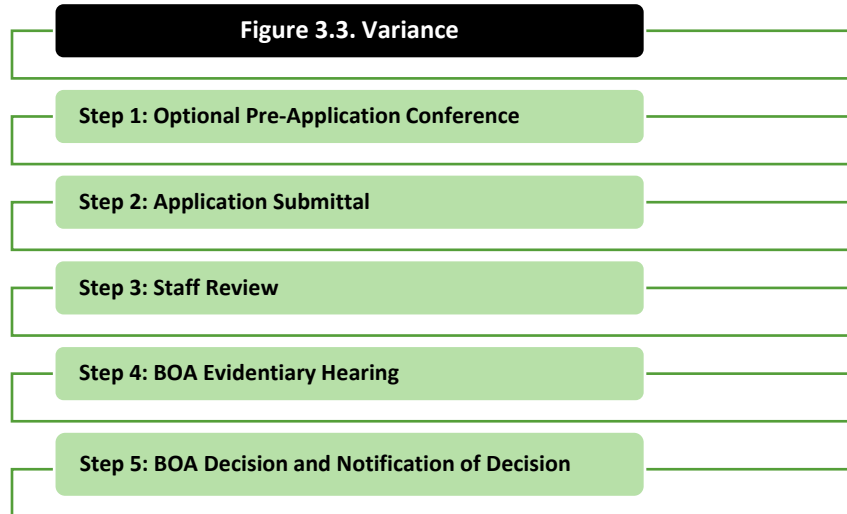 Figure 3.3. Variance
Step 1: Optional Pre-Application Conference
Step 2: Application Submittal
Step 3: Staff Review
Step 4: BOA Evidentiary Hearing
Step 5: BOA Decision and Notification of Decision